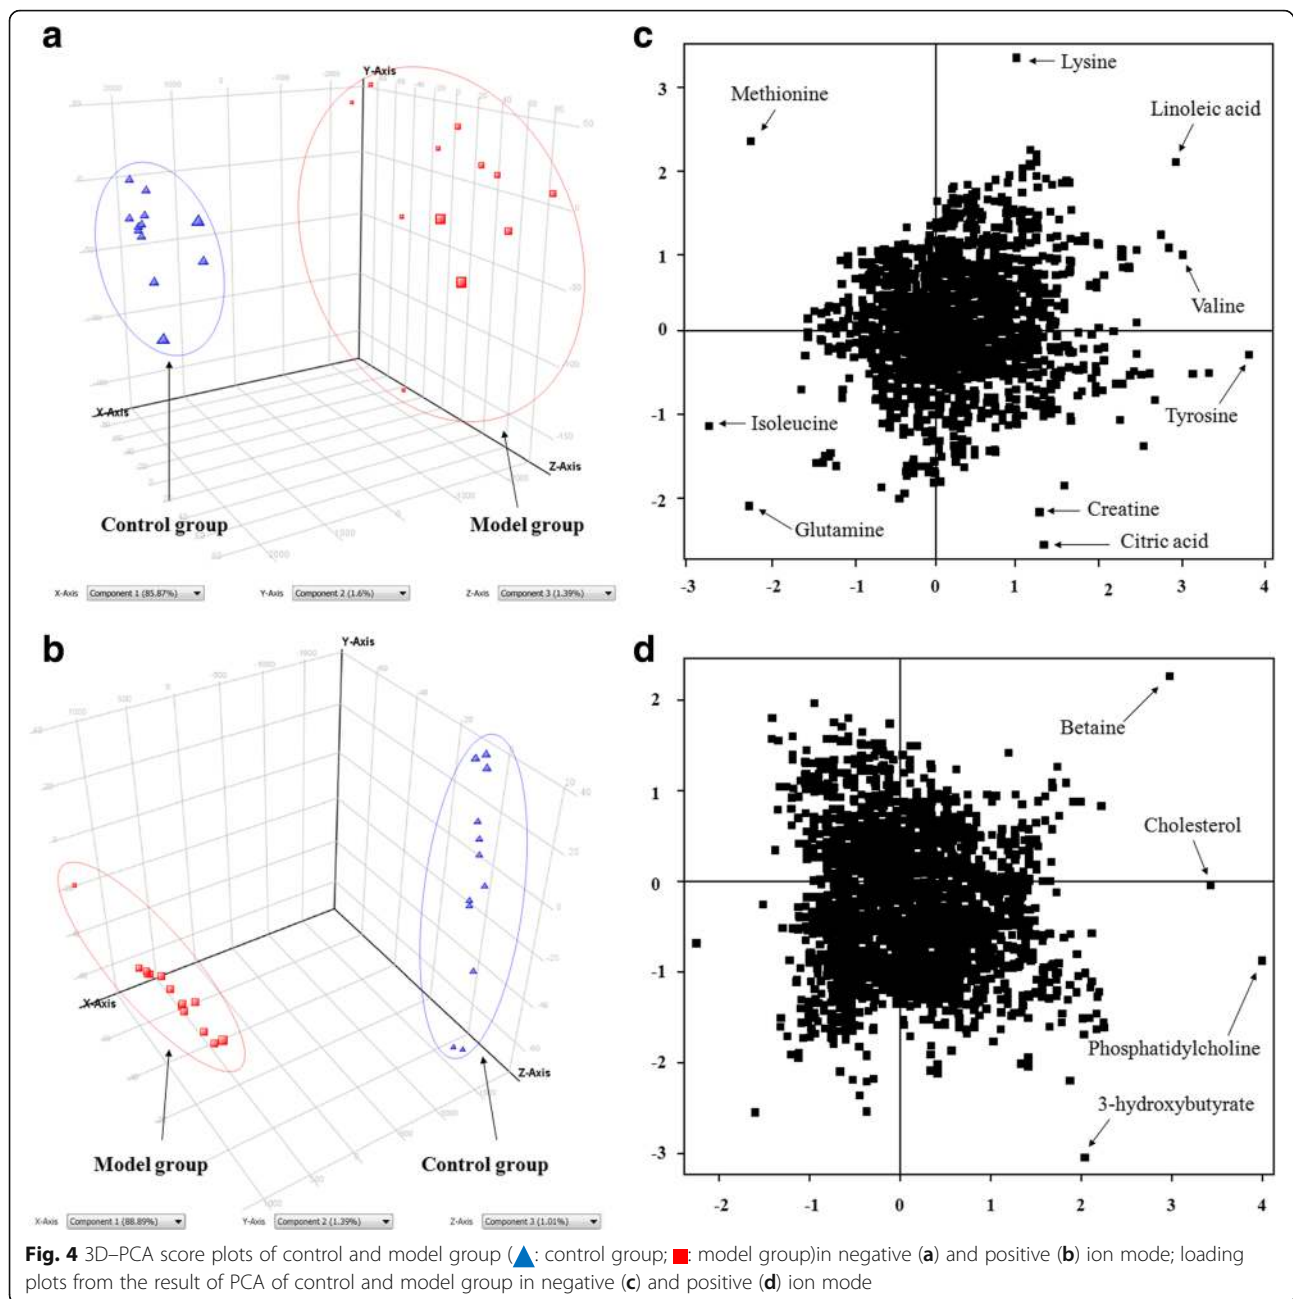 a
Y-Axis
X-Axis
Z-Axis
Control group
Model group
X-Axis Component 1 (85.87%) Y-Axis Component 2 (1.6%) Z-Axis Component 3 (1.39%)
c
Lysine
Methionine
Linoleic acid
Valine
Tyrosine
Isoleucine
Glutamine
Creatine
Citric acid
3
2
1
0
-1
-2
-3 -2 -1 0 1 2 3 4
b
Y-Axis
X-Axis
Z-Axis
Model group
Control group
X-Axis Component 1 (88.89%) Y-Axis Component 2 (1.39%) Z-Axis Component 3 (1.01%)
d
Betaine
Cholesterol
Phosphatidylcholine
3-hydroxybutyrate
2
1
0
-1
-2
-3
-2 -1 0 1 2 3 4
Fig. 4 3D–PCA score plots of control and model group (▲: control group; ■: model group)in negative (a) and positive (b) ion mode; loading
plots from the result of PCA of control and model group in negative (c) and positive (d) ion mode